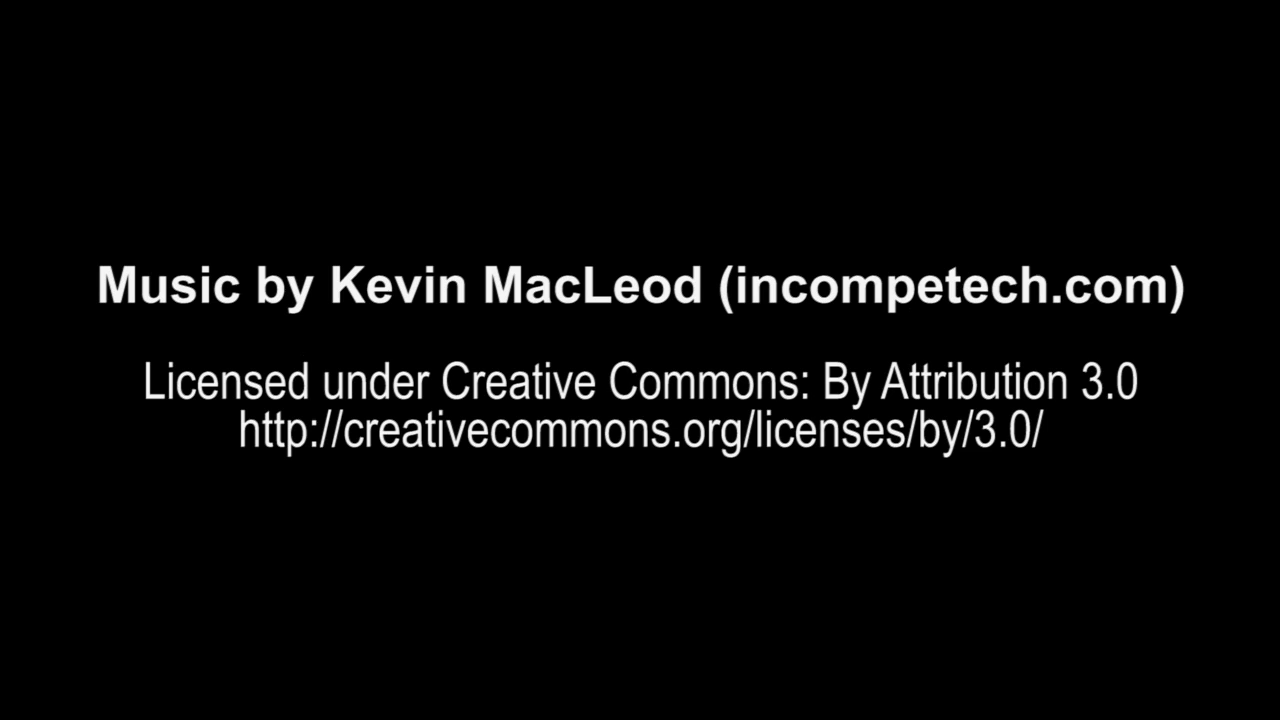 Music by Kevin MacLeod (incompetech.com)
Licensed under Creative Commons: By Attribution 3.0
http://creativecommons.org/licenses/by/3.0/